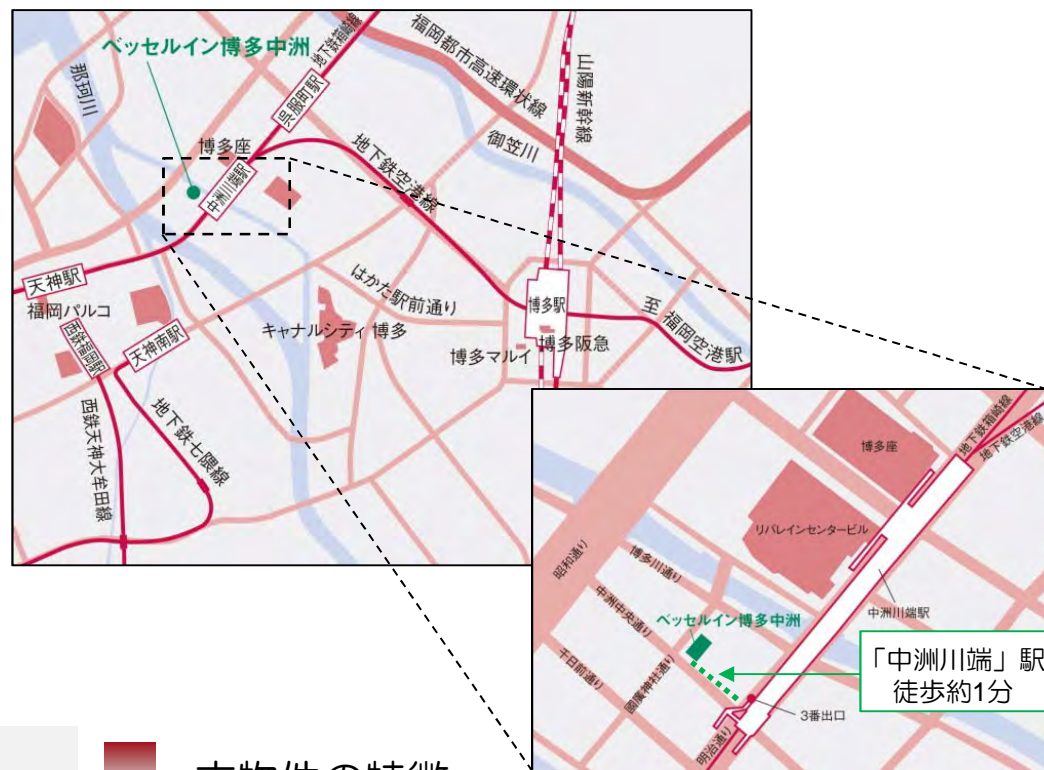 ベッセルイン博多中洲
地下鉄箱崎線
福岡都市高速環状線
山陽新幹線
那珂川
呉服町駅
御笠川
博多座
地下鉄空港線
中洲川端駅
天神駅
はかた駅前通り
博多駅
至 福岡空港駅
福岡パルコ
天神南駅
キャナルシティ博多
博多マルイ
博多阪急
西鉄福岡駅
地下鉄七隈線
西鉄天神大牟田線
地下鉄箱崎線
地下鉄空港線
博多座
リバレインセンタービル
昭和通り
博多川通り
中洲中央通り
中洲川端駅
ベッセルイン博多中洲
千日前通り
國廣神社通り
「中洲川端」駅
徒歩約1分
3番出口
明治通り